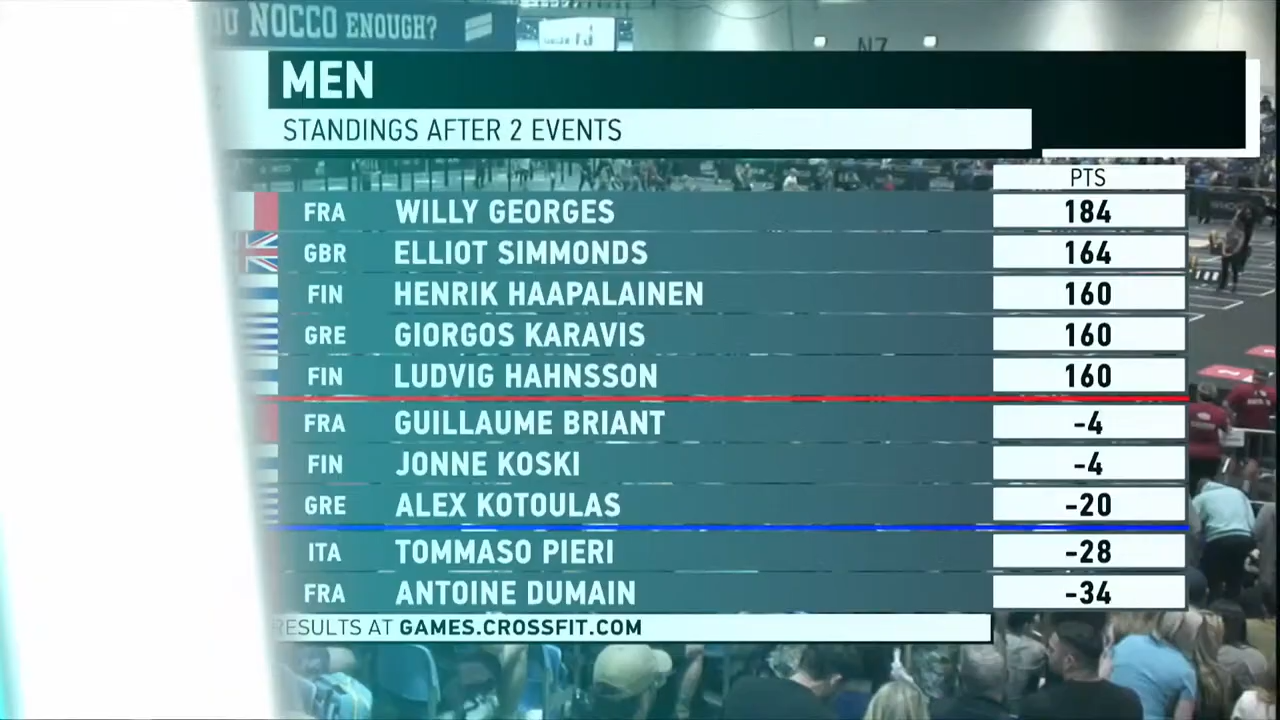 U NOCCO ENOUGH?
N7
MEN
STANDINGS AFTER 2 EVENTS
PTS
FRA WILLY GEORGES 184
GBR ELLIOT SIMMONDS 164
FIN HENRIK HAAPALAINEN 160
GRE GIORGOS KARAVIS 160
FIN LUDVIG HAHNSSON 160
FRA GUILLAUME BRIANT -4
FIN JONNE KOSKI -4
GRE ALEX KOTOULAS -20
ITA TOMMASO PIERI -28
FRA ANTOINE DUMAIN -34
RESULTS AT GAMES.CROSSFIT.COM